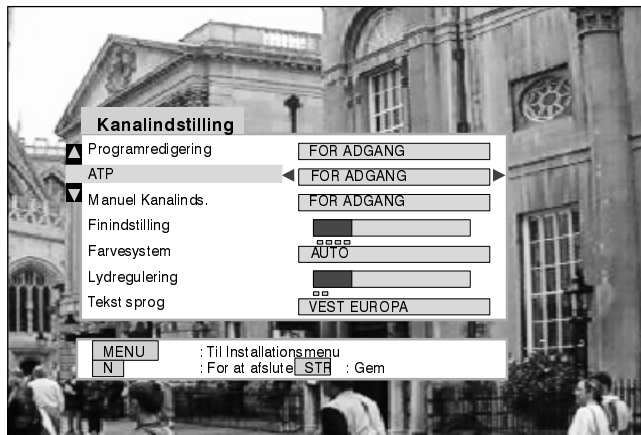 Kanalindstilling
Programredigering FOR ADGANG
ATP FOR ADGANG
Manuel Kanalinds. FOR ADGANG
Finindstilling
Farvesystem AUTO
Lydregulering
Tekst sprog VEST EUROPA
MENU : Til Installationsmenu
N : For at afslute STR : Gem